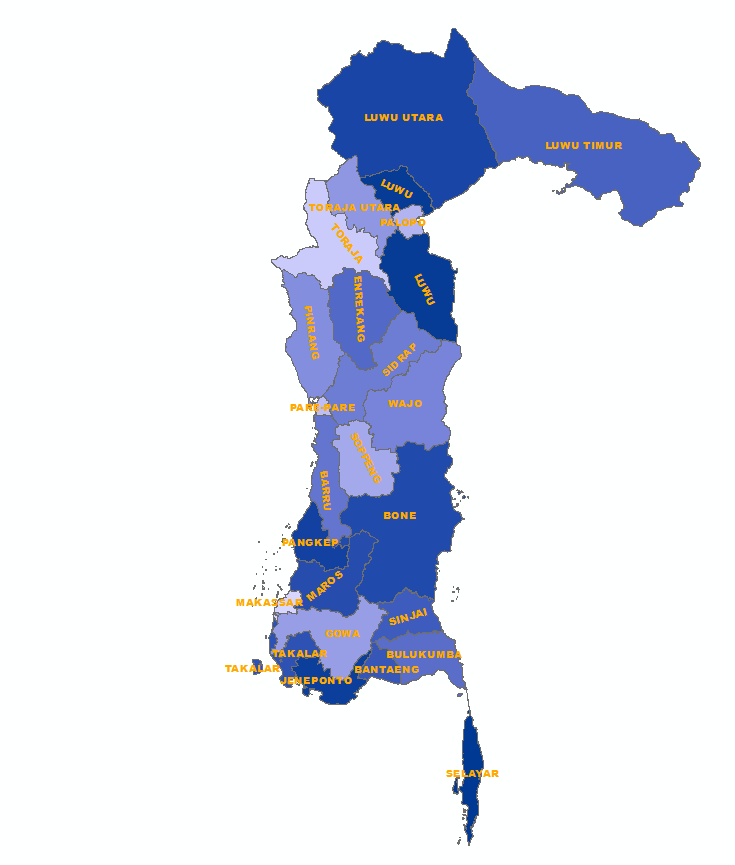 LUWU UTARA
LUWU TIMUR
LUWU
TORAJA UTARA
PALOPO
TORAJA
LUWU
ENREKANG
PINRANG
SIDRAP
PARE-PARE
WAJO
SOPPENG
BARRU
BONE
PANGKEP
MAROS
MAKASSAR
SINJAI
GOWA
TAKALAR
BULUKUMBA
TAKALAR
BANTAENG
JENEPONTO
SELAYAR